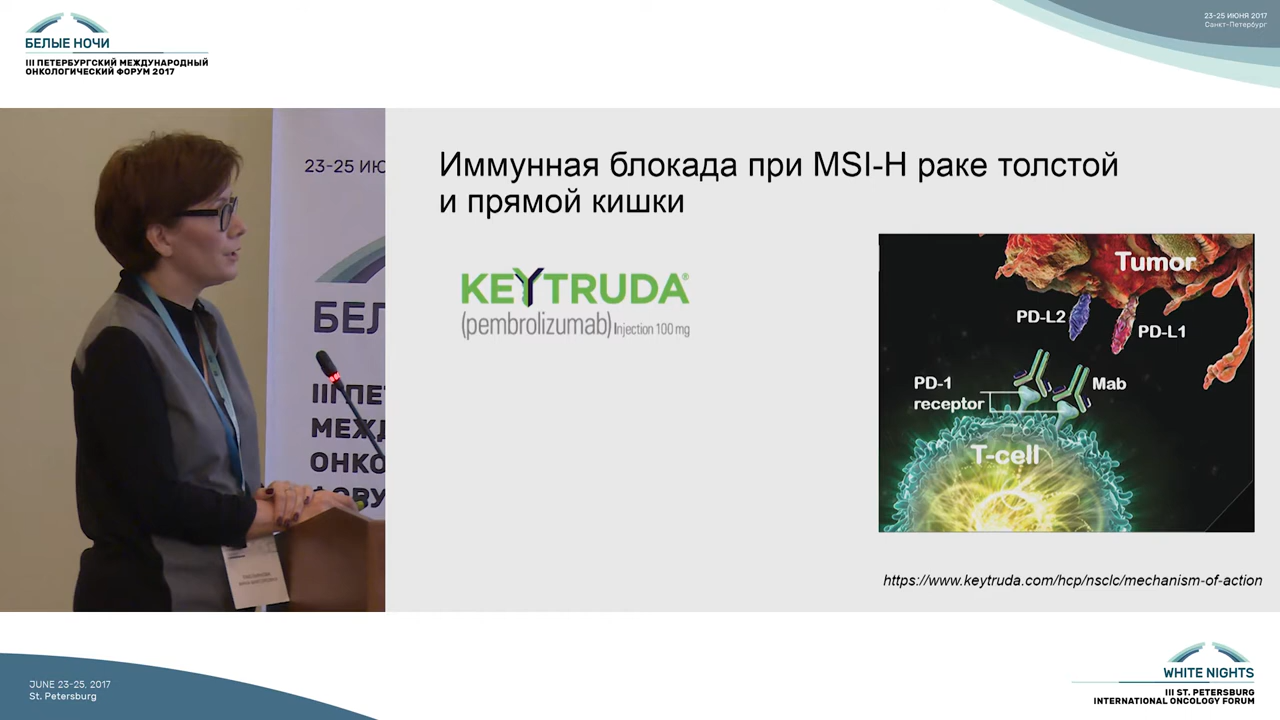 БЕЛЫЕ НОЧИ
III ПЕТЕРБУРГСКИЙ МЕЖДУНАРОДНЫЙ
ОНКОЛОГИЧЕСКИЙ ФОРУМ 2017
23-25 ИЮНЯ 2017
Санкт-Петербург
23-25 ИЮ
БЕЛ
III ПЕ
МЕЖД
ОНКО
Иммунная блокада при MSI-H раке толстой
и прямой кишки
KEYTRUDA®
(pembrolizumab) Injection 100 mg
Tumor
PD-L2
PD-L1
PD-1
receptor
Mab
T-cell
https://www.keytruda.com/hcp/nsclc/mechanism-of-action
JUNE 23-25, 2017
St. Petersburg
WHITE NIGHTS
III ST. PETERSBURG
INTERNATIONAL ONCOLOGY FORUM